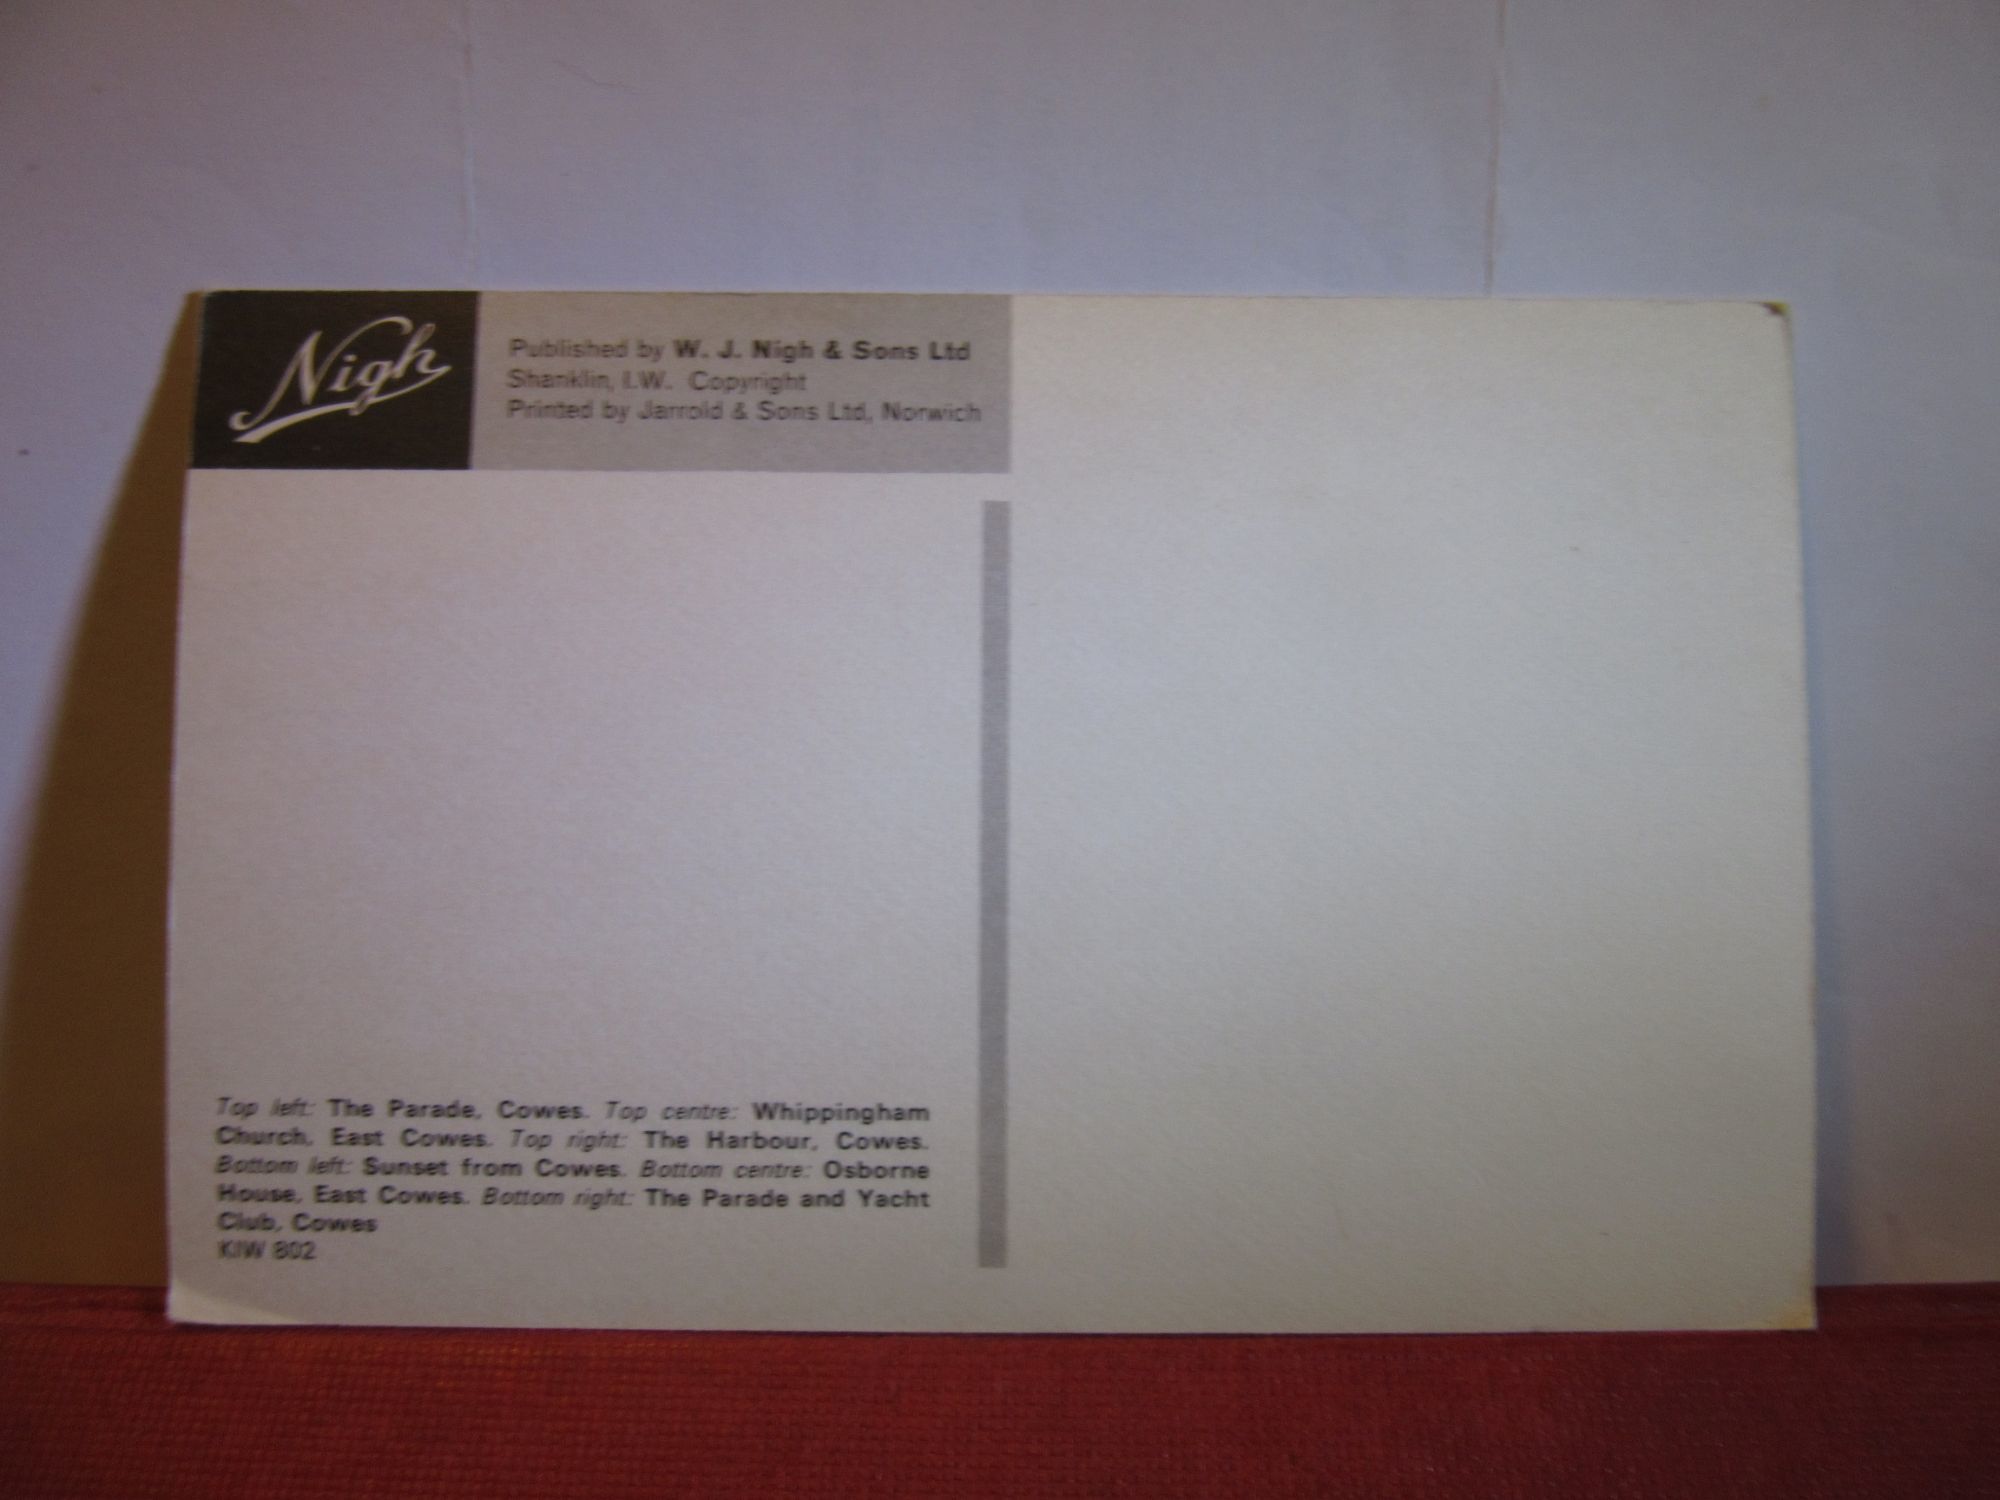 Nigh
Published by W. J. Nigh & Sons Ltd
Shanklin, I.W. Copyright
Printed by Jarrold & Sons Ltd, Norwich
Top left: The Parade, Cowes. Top centre: Whippingham
Church, East Cowes. Top right: The Harbour, Cowes.
Bottom left: Sunset from Cowes. Bottom centre: Osborne
House, East Cowes. Bottom right: The Parade and Yacht
Club, Cowes
KIW 802